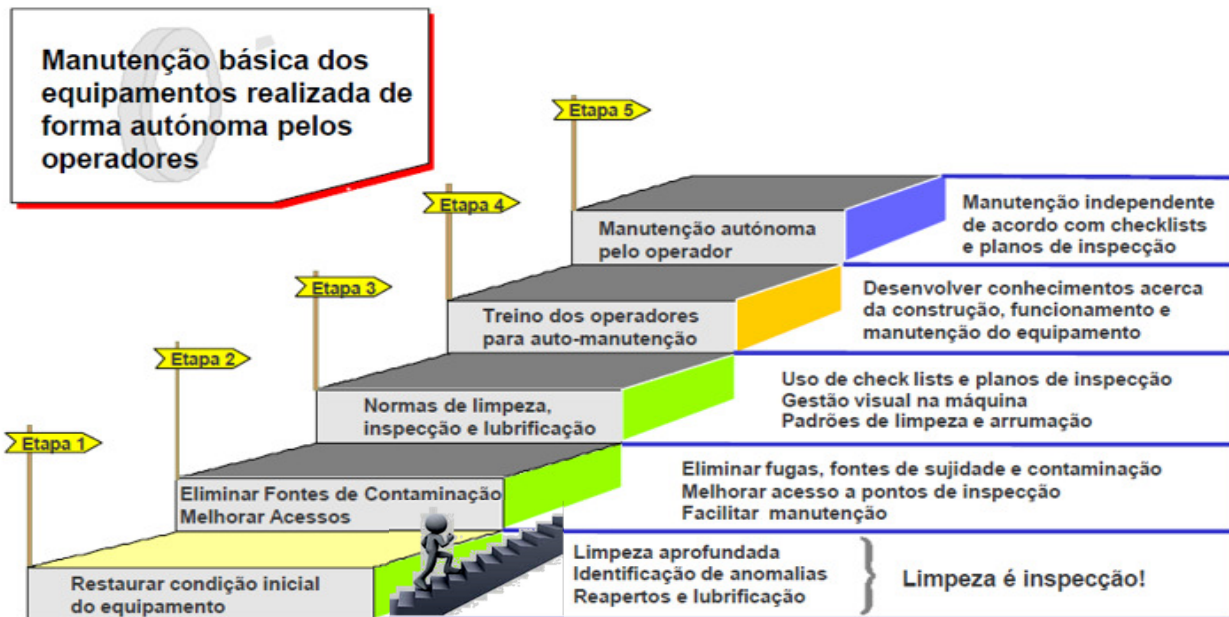 Manutenção básica dos
equipamentos realizada de
forma autónoma pelos
operadores
Etapa 5
Manutenção autónoma
pelo operador
Manutenção independente
de acordo com checklists
e planos de inspecção
Etapa 4
Treino dos operadores
para auto-manutenção
Desenvolver conhecimentos acerca
da construção, funcionamento e
manutenção do equipamento
Etapa 3
Normas de limpeza,
inspecção e lubrificação
Uso de check lists e planos de inspecção
Gestão visual na máquina
Padrões de limpeza e arrumação
Etapa 2
Eliminar Fontes de Contaminação
Melhorar Acessos
Eliminar fugas, fontes de sujidade e contaminação
Melhorar acesso a pontos de inspecção
Facilitar manutenção
Etapa 1
Restaurar condição inicial
do equipamento
Limpeza aprofundada
Identificação de anomalias
Reapertos e lubrificação
Limpeza é inspecção!